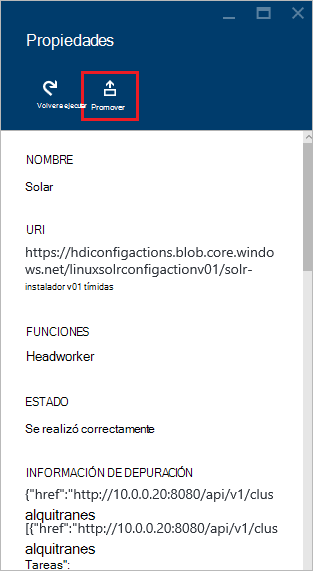 Propiedades
Volver a ejecutar
Promover
NOMBRE
Solar
URI
https://hdiconfigactions.blob.core.windo
ws.net/linuxsolrconfigactionv01/solr-
instalador v01 tímidas
FUNCIONES
Headworker
ESTADO
Se realizó correctamente
INFORMACIÓN DE DEPURACIÓN
{"href":"http://10.0.0.20:8080/api/v1/clus
alquitranes
[{"href":"http://10.0.0.20:8080/api/v1/clus
alquitranes
Tareas":